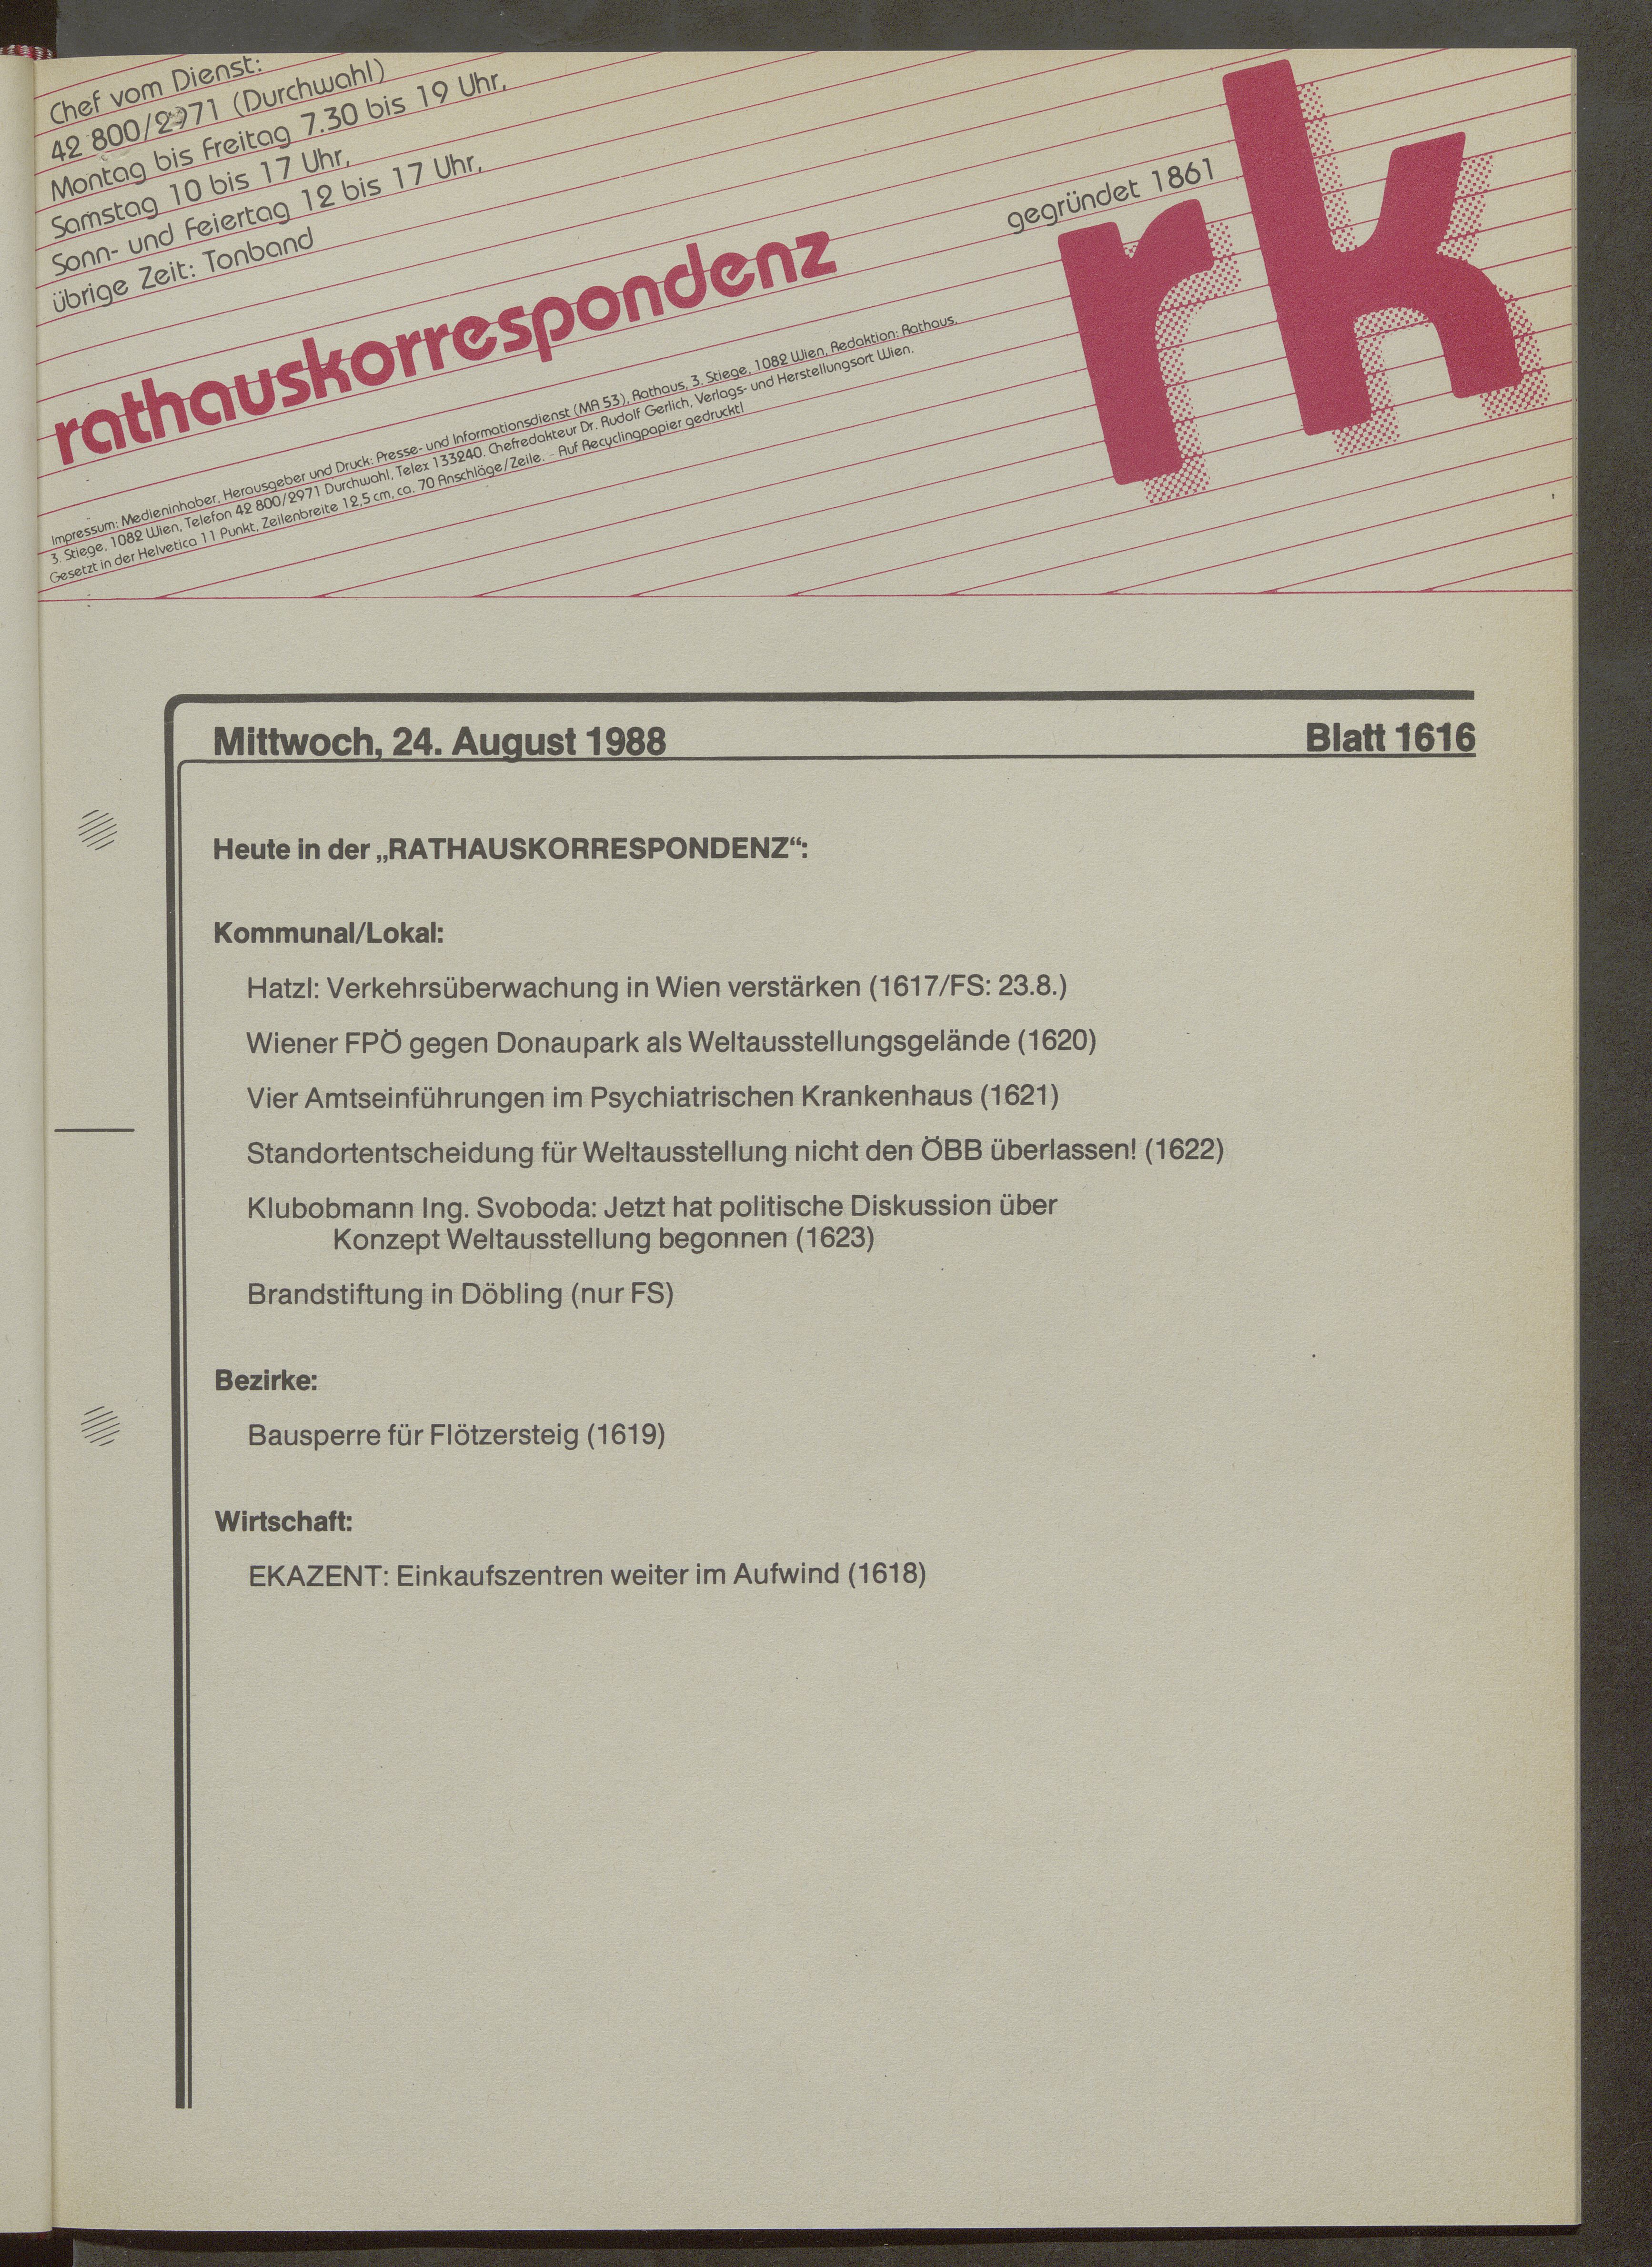 Chef vom Dienst:
42 800/2971 (Durchwahl)
Montag bis Freitag 7.30 bis 19 Uhr,
Samstag 10 bis 17 Uhr,
Sonn- und Feiertag 12 bis 17 Uhr,
übrige Zeit: Tonband
gegründet 1861
rk
rathauskorrespondenz
Impressum: Medieninhaber, Herausgeber und Druck: Presse- und Informationsdienst (MA 53), Rathaus, 3. Stiege, 1082 Wien, Redaktion: Rathaus,
3. Stiege, 1082 Wien, Telefon 42 800/2971 Durchwahl, Telex 133240. Chefredakteur Dr. Rudolf Gerlich, Verlags- und Herstellungsort Wien.
Gesetzt in der Helvetica 11 Punkt, Zeilenbreite 12,5 cm, ca. 70 Anschläge/Zeile. – Auf Recyclingpapier gedruckt!
Mittwoch, 24. August 1988 Blatt 1616
Heute in der „RATHAUSKORRESPONDENZ“:
Kommunal/Lokal:
Hatzl: Verkehrsüberwachung in Wien verstärken (1617/FS: 23.8.)
Wiener FPÖ gegen Donaupark als Weltausstellungsgelände (1620)
Vier Amtseinführungen im Psychiatrischen Krankenhaus (1621)
Standortentscheidung für Weltausstellung nicht den ÖBB überlassen! (1622)
Klubobmann Ing. Svoboda: Jetzt hat politische Diskussion über
Konzept Weltausstellung begonnen (1623)
Brandstiftung in Döbling (nur FS)
Bezirke:
Bausperre für Flötzersteig (1619)
Wirtschaft:
EKAZENT: Einkaufszentren weiter im Aufwind (1618)